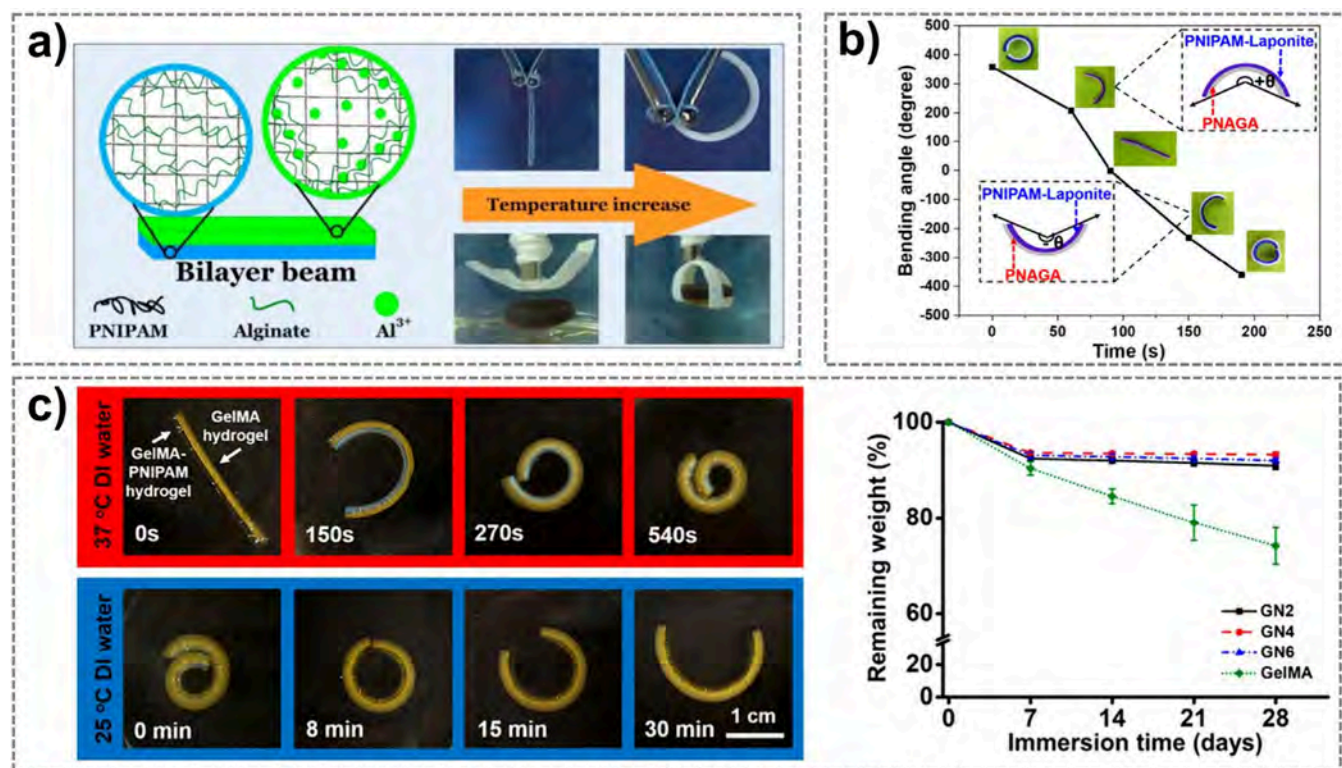 a)
Temperature increase
Bilayer beam
PNIPAM
Alginate
Al³⁺
b)
Bending angle (degree)
500
400
300
200
100
0
-100
-200
-300
-400
-500
0
50
100
150
200
250
Time (s)
PNIPAM-Laponite
+θ
PNAGA
PNIPAM-Laponite
-θ
PNAGA
c)
37 °C DI water
GelMA
hydrogel
GelMA-
PNIPAM
hydrogel
0s
150s
270s
540s
25 °C DI water
0 min
8 min
15 min
30 min
1 cm
Remaining weight (%)
100
80
60
20
0
0
7
14
21
28
Immersion time (days)
GN2
GN4
GN6
GelMA